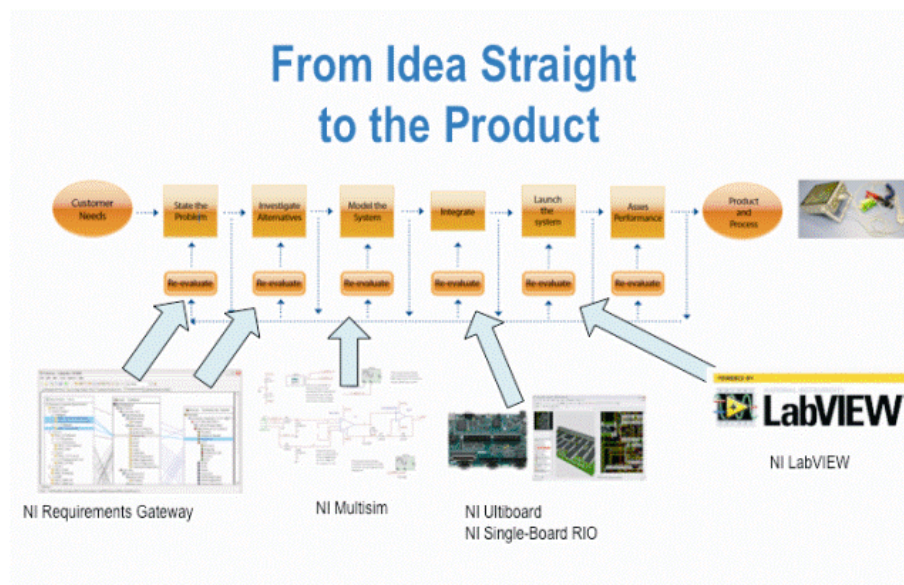 From Idea Straight
to the Product
Customer
Needs
State the
Problem
Investigate
Alternatives
Model the
System
Integrate
Launch
the
system
Asses
Performance
Product
and
Process
Re-evaluate
Re-evaluate
Re-evaluate
Re-evaluate
Re-evaluate
Re-evaluate
POWERED BY
LabVIEW
NI LabVIEW
NI Requirements Gateway
NI Multisim
NI Ultiboard
NI Single-Board RIO